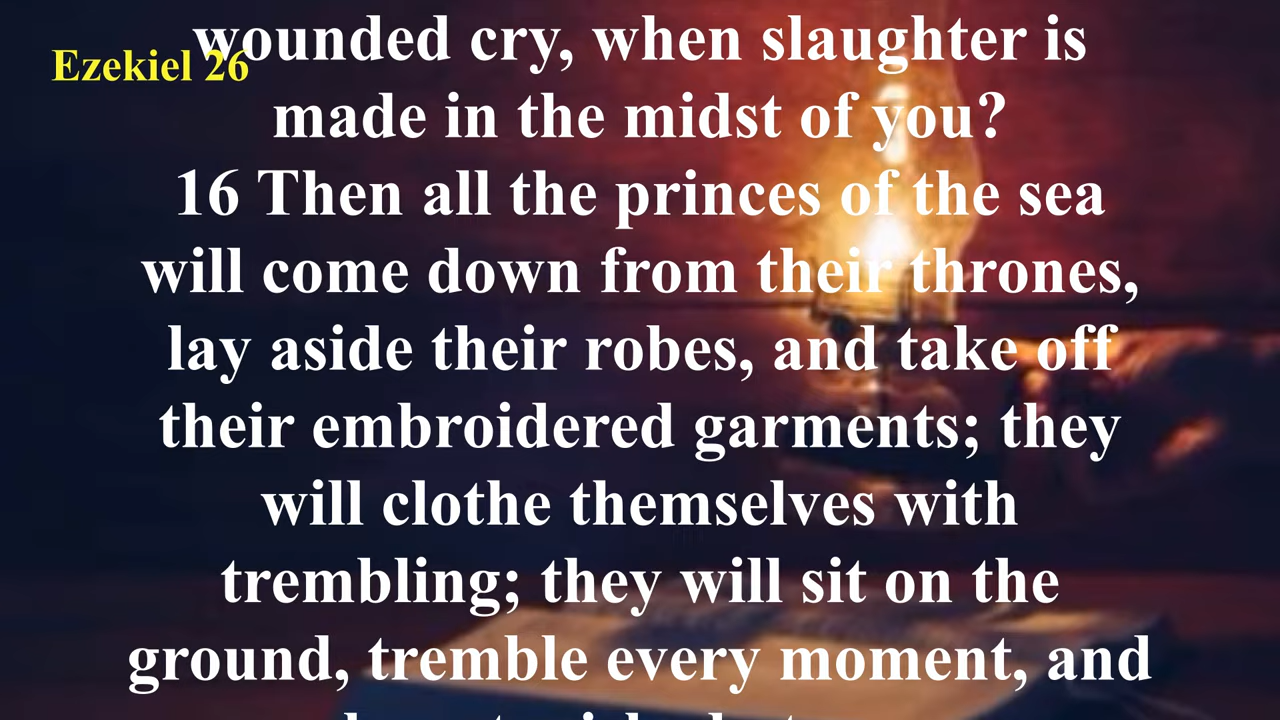 Ezekiel 26
wounded cry, when slaughter is
made in the midst of you?
16 Then all the princes of the sea
will come down from their thrones,
lay aside their robes, and take off
their embroidered garments; they
will clothe themselves with
trembling; they will sit on the
ground, tremble every moment, and